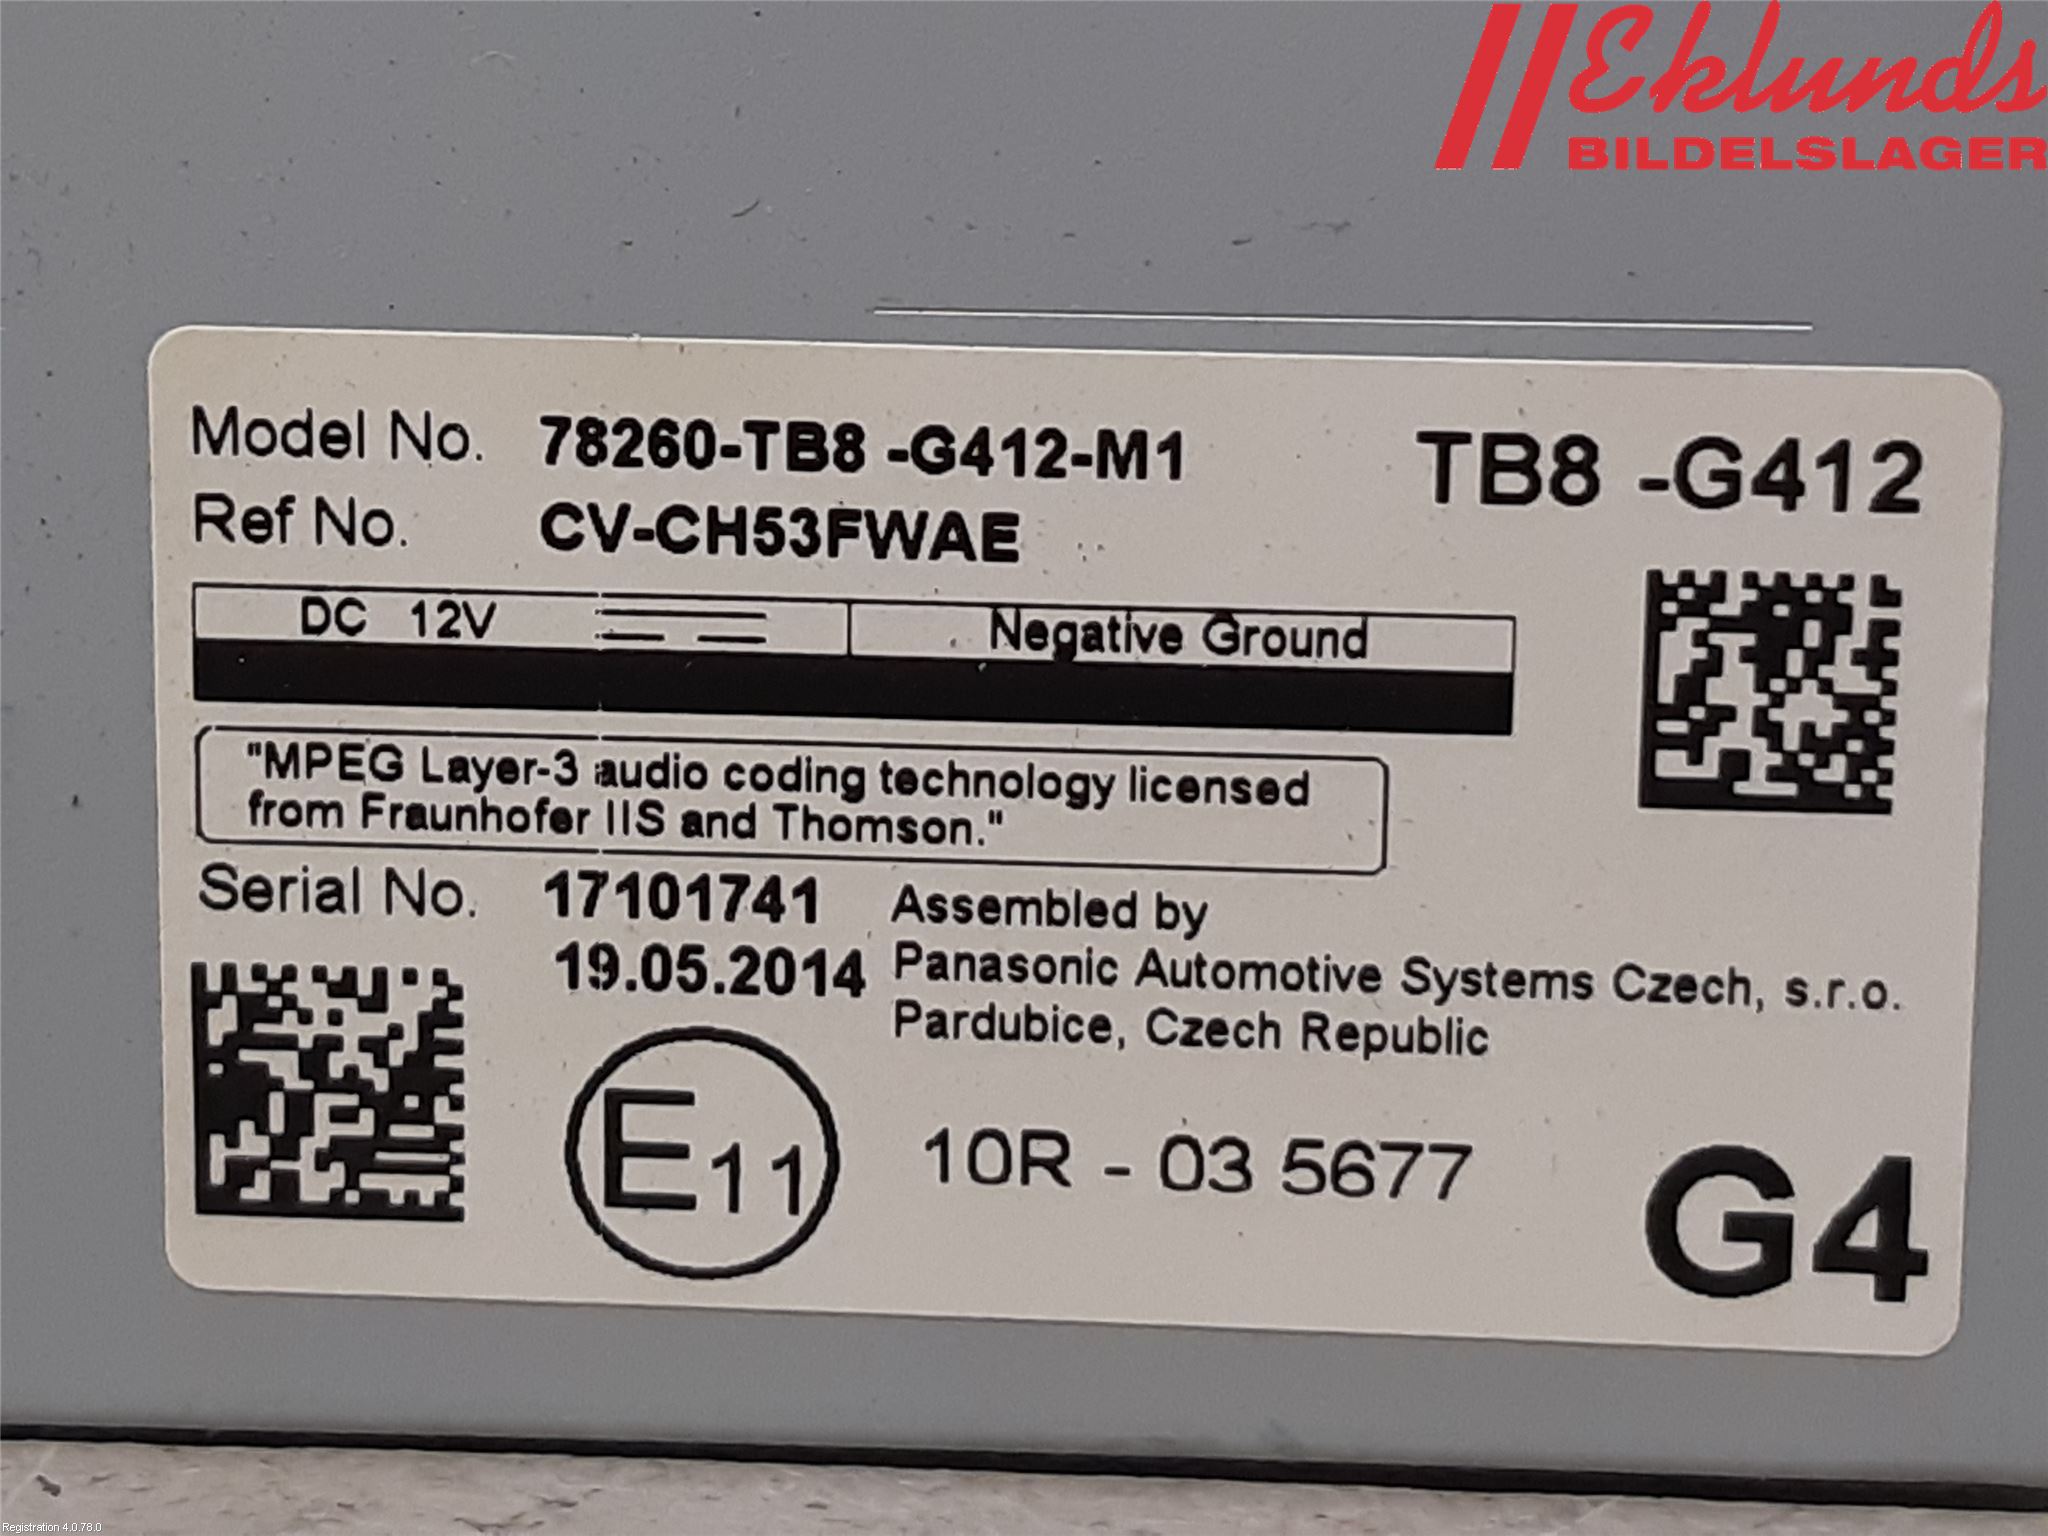 Eklunds
BILDELSLAGER
Model No. 78260-TB8 -G412-M1 TB8 -G412
Ref No. CV-CH53FWAE
DC 12V Negative Ground
"MPEG Layer-3 audio coding technology licensed
from Fraunhofer IIS and Thomson."
Serial No. 17101741 Assembled by
19.05.2014 Panasonic Automotive Systems Czech, s.r.o.
Pardubice, Czech Republic
E11 10R - 03 5677 G4
Registration 4.0.78.0